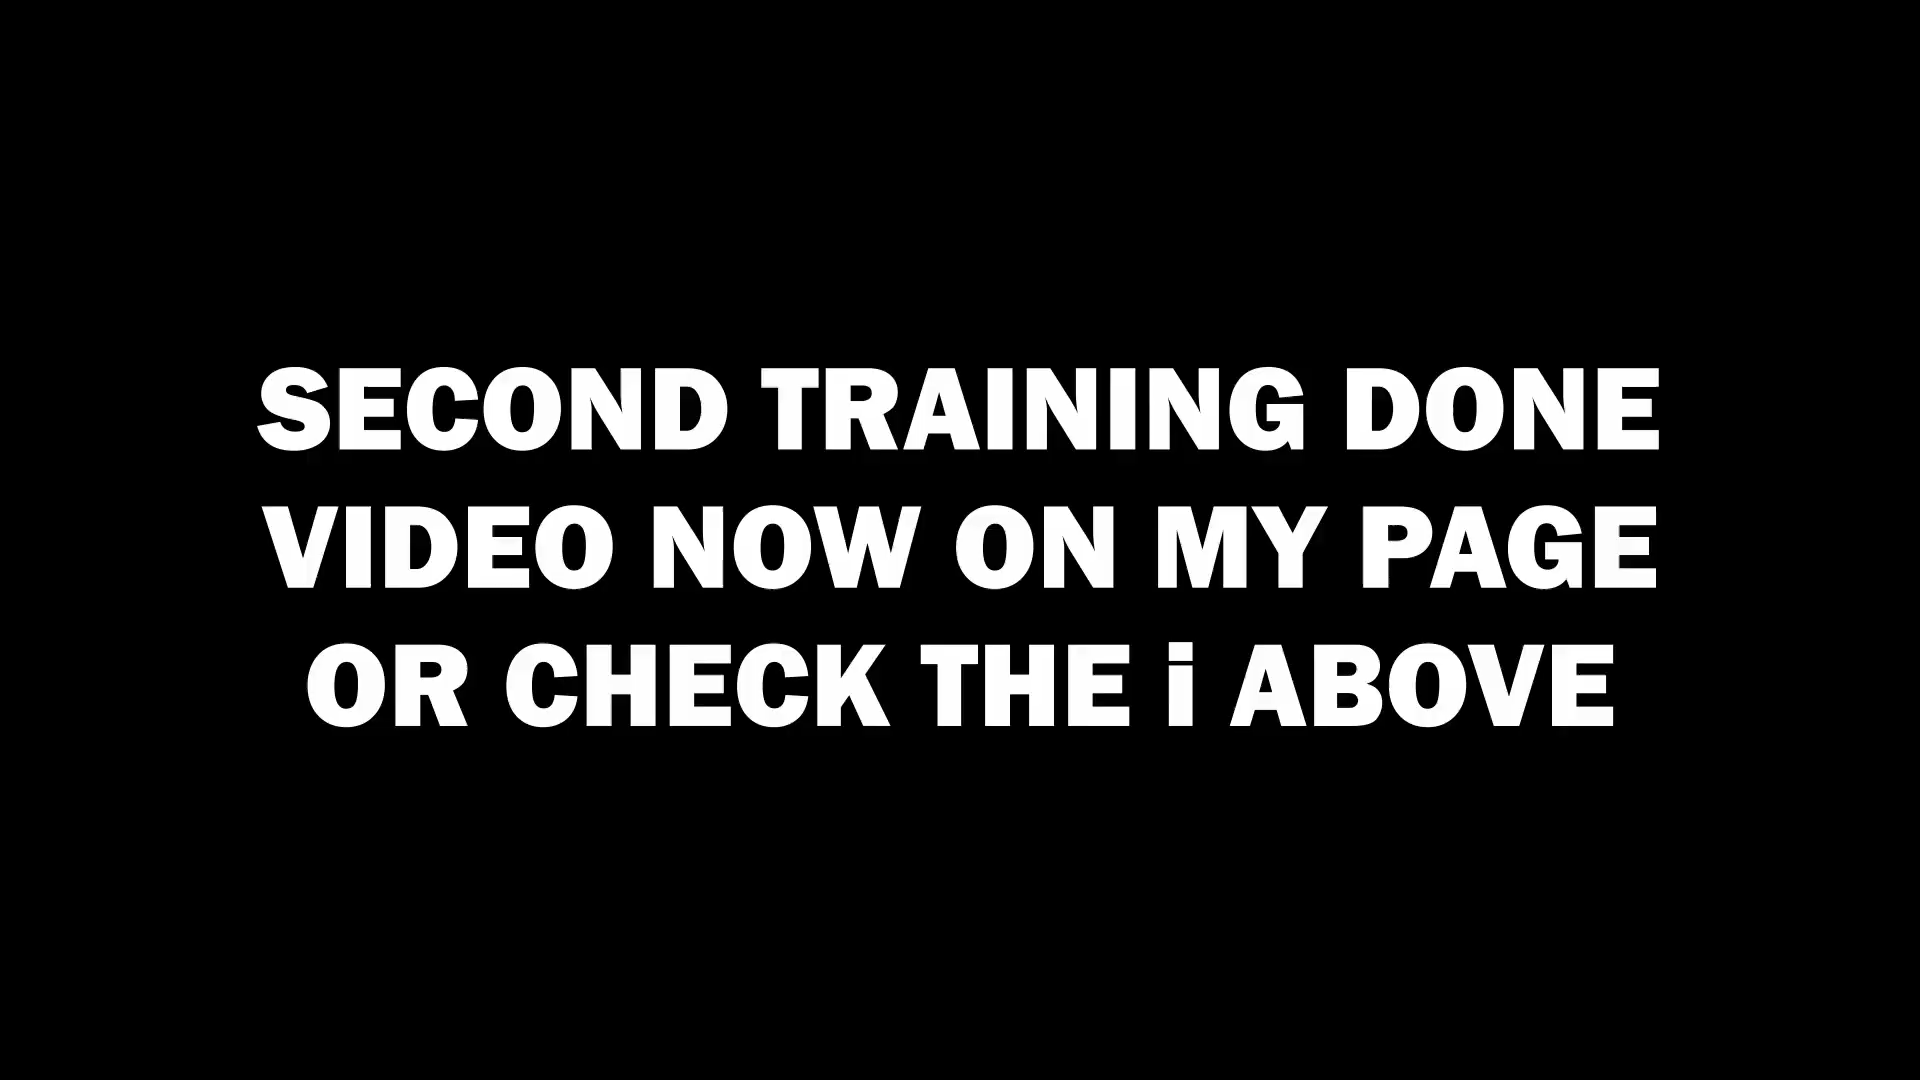 SECOND TRAINING DONE
VIDEO NOW ON MY PAGE
OR CHECK THE i ABOVE